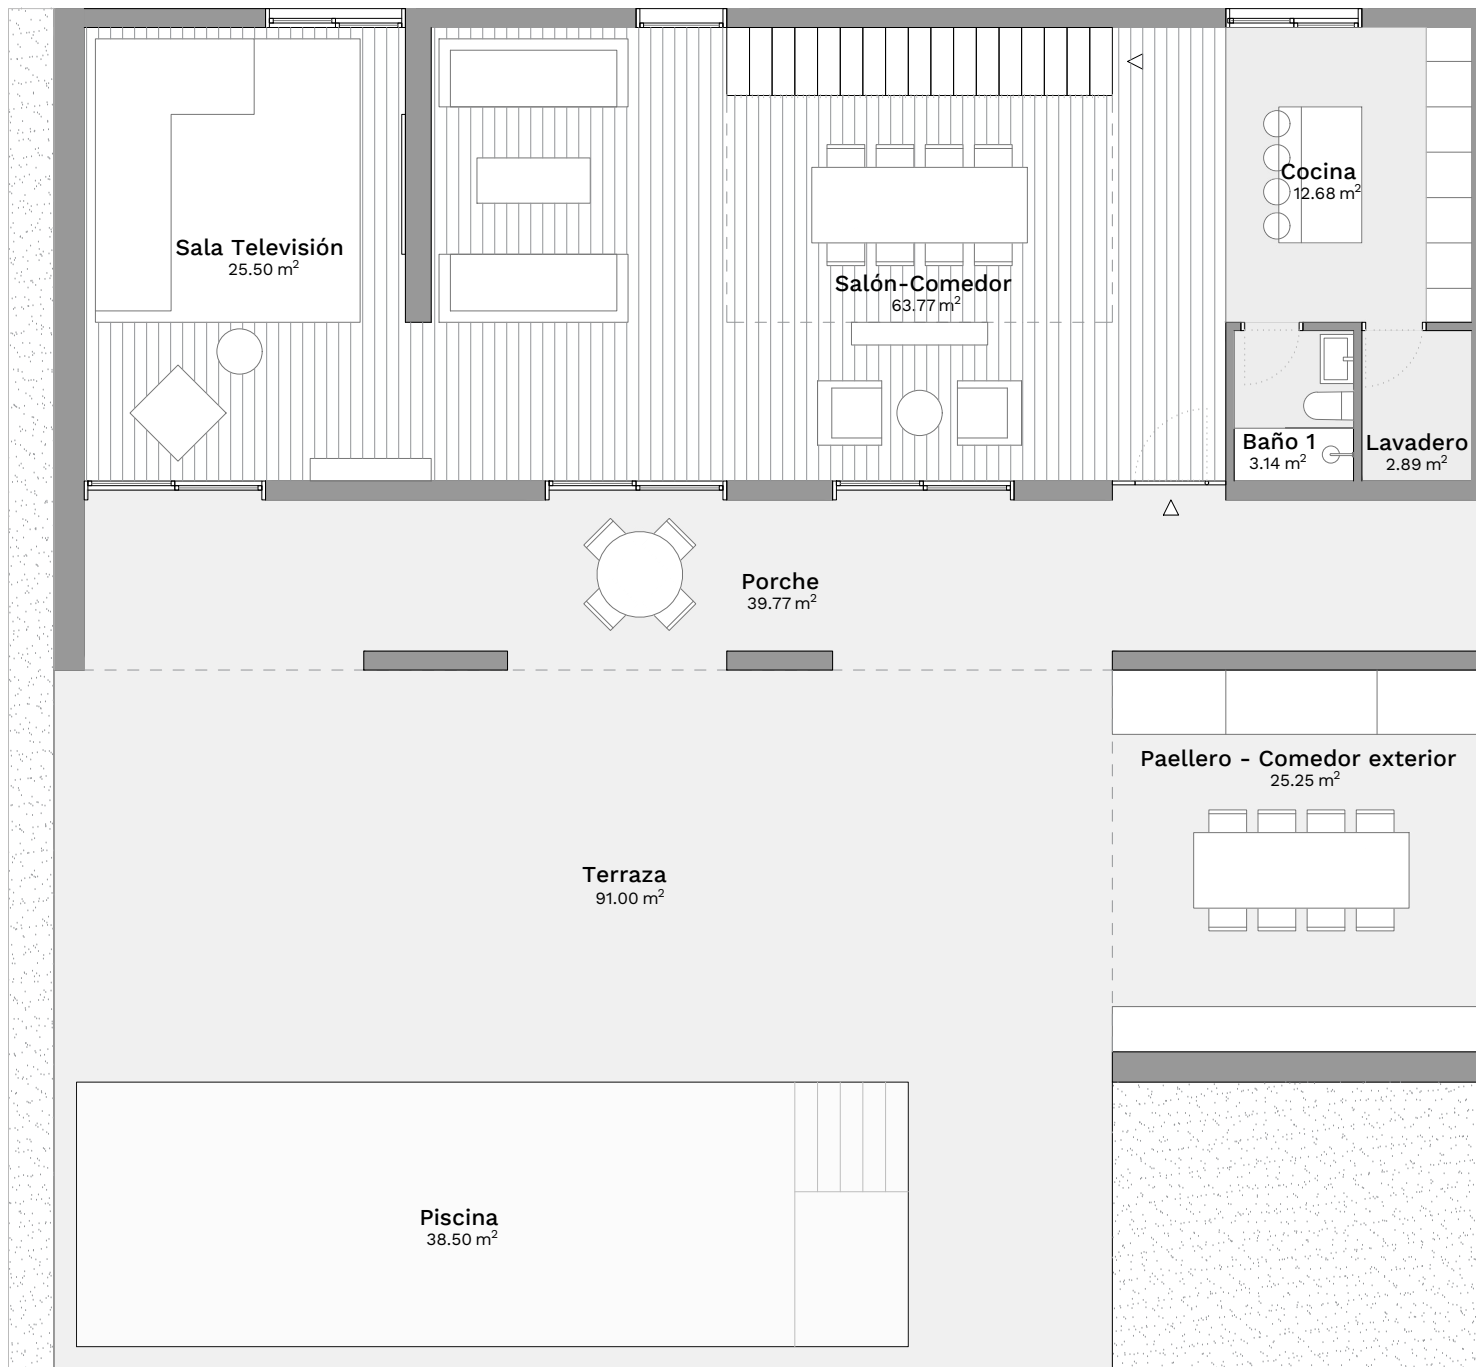 Sala Televisión
25.50 m²
Salón-Comedor
63.77 m²
Cocina
12.68 m²
Baño 1
3.14 m²
Lavadero
2.89 m²
Porche
39.77 m²
Paellero - Comedor exterior
25.25 m²
Terraza
91.00 m²
Piscina
38.50 m²